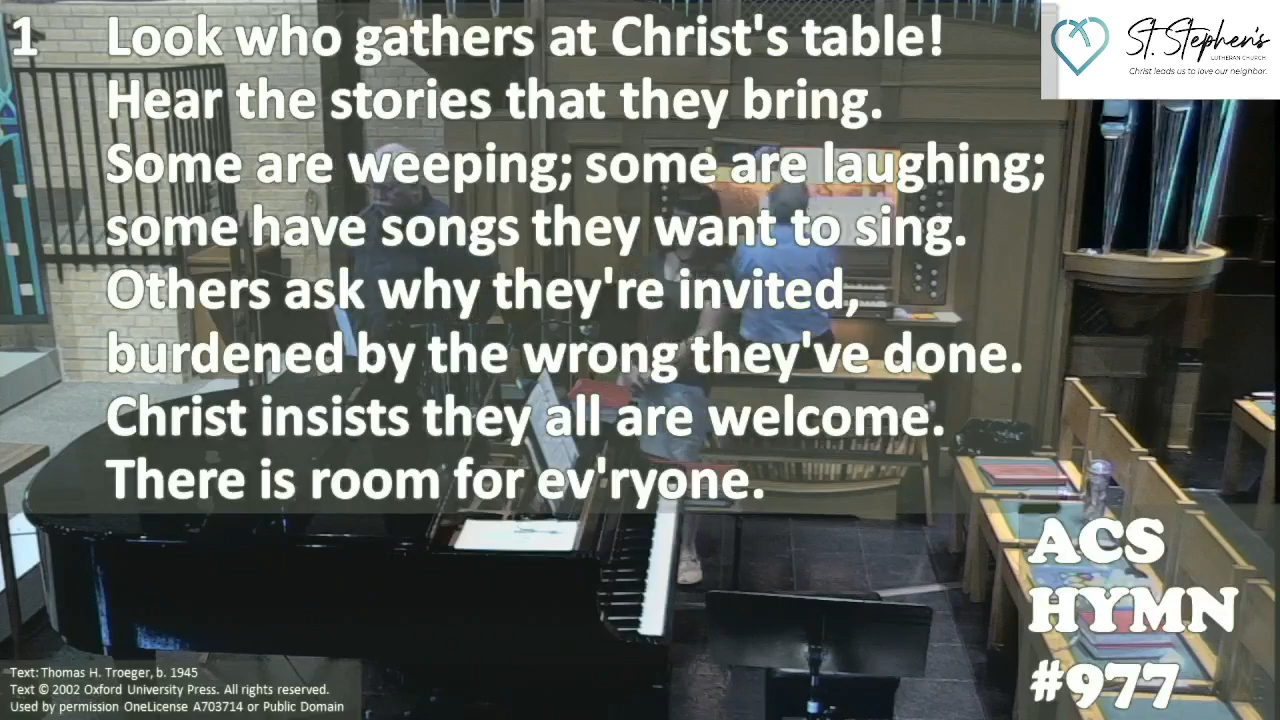 1 Look who gathers at Christ's table!
Hear the stories that they bring.
Some are weeping; some are laughing;
some have songs they want to sing.
Others ask why they're invited,
burdened by the wrong they've done.
Christ insists they all are welcome.
There is room for ev'ryone.
St. Stephen's
LUTHERAN CHURCH
Christ leads us to love our neighbor.
ACS
HYMN
#977
Text: Thomas H. Troeger, b. 1945
Text © 2002 Oxford University Press. All rights reserved.
Used by permission OneLicense A703714 or Public Domain